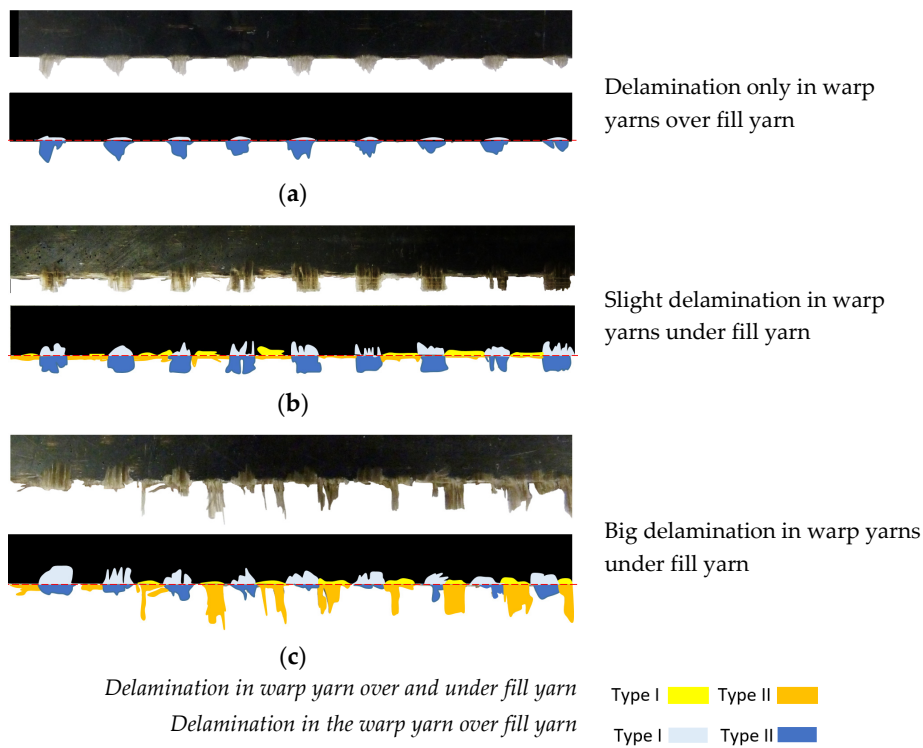 Delamination only in warp
yarns over fill yarn
(a)
Slight delamination in warp
yarns under fill yarn
(b)
Big delamination in warp yarns
under fill yarn
(c)
Delamination in warp yarn over and under fill yarn
Type I
Type II
Delamination in the warp yarn over fill yarn
Type I
Type II